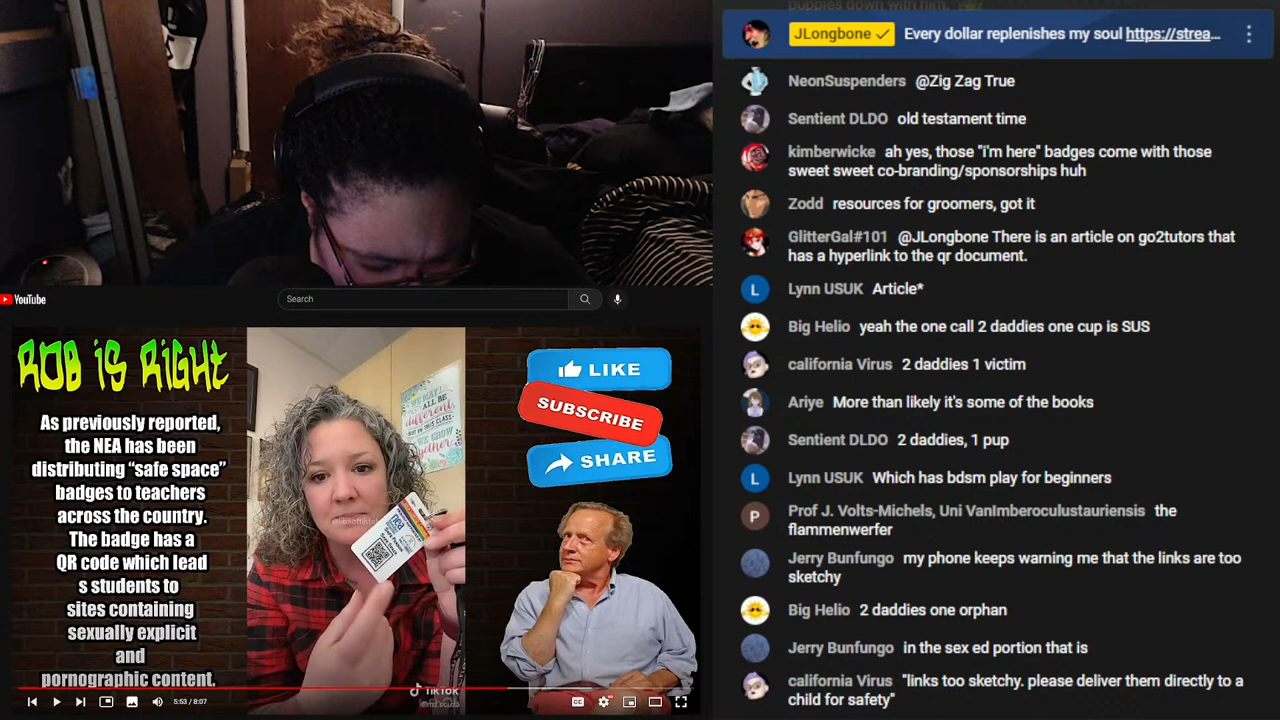 puppies down with him.
JLongbone ✓ Every dollar replenishes my soul https://strea...
NeonSuspenders @Zig Zag True
Sentient DLDO old testament time
kimberwicke ah yes, those "i'm here" badges come with those
sweet sweet co-branding/sponsorships huh
Zodd resources for groomers, got it
GlitterGal#101 @JLongbone There is an article on go2tutors that
has a hyperlink to the qr document.
L Lynn USUK Article*
Big Helio yeah the one call 2 daddies one cup is SUS
california Virus 2 daddies 1 victim
Ariye More than likely it's some of the books
Sentient DLDO 2 daddies, 1 pup
L Lynn USUK Which has bdsm play for beginners
P Prof J. Volts-Michels, Uni VanImberoculustauriensis the
flammenwerfer
Jerry Bunfungo my phone keeps warning me that the links are too
sketchy
Big Helio 2 daddies one orphan
Jerry Bunfungo in the sex ed portion that is
california Virus "links too sketchy. please deliver them directly to a
child for safety"
YouTube
Search
ROB iS RiGHt
As previously reported,
the NEA has been
distributing “safe space”
badges to teachers
across the country.
The badge has a
QR code which lead
s students to
sites containing
sexually explicit
and
pornographic content.
different,
together.
nea
LIKE
SUBSCRIBE
SHARE
TIKTOK
CC
5:53 / 8:07